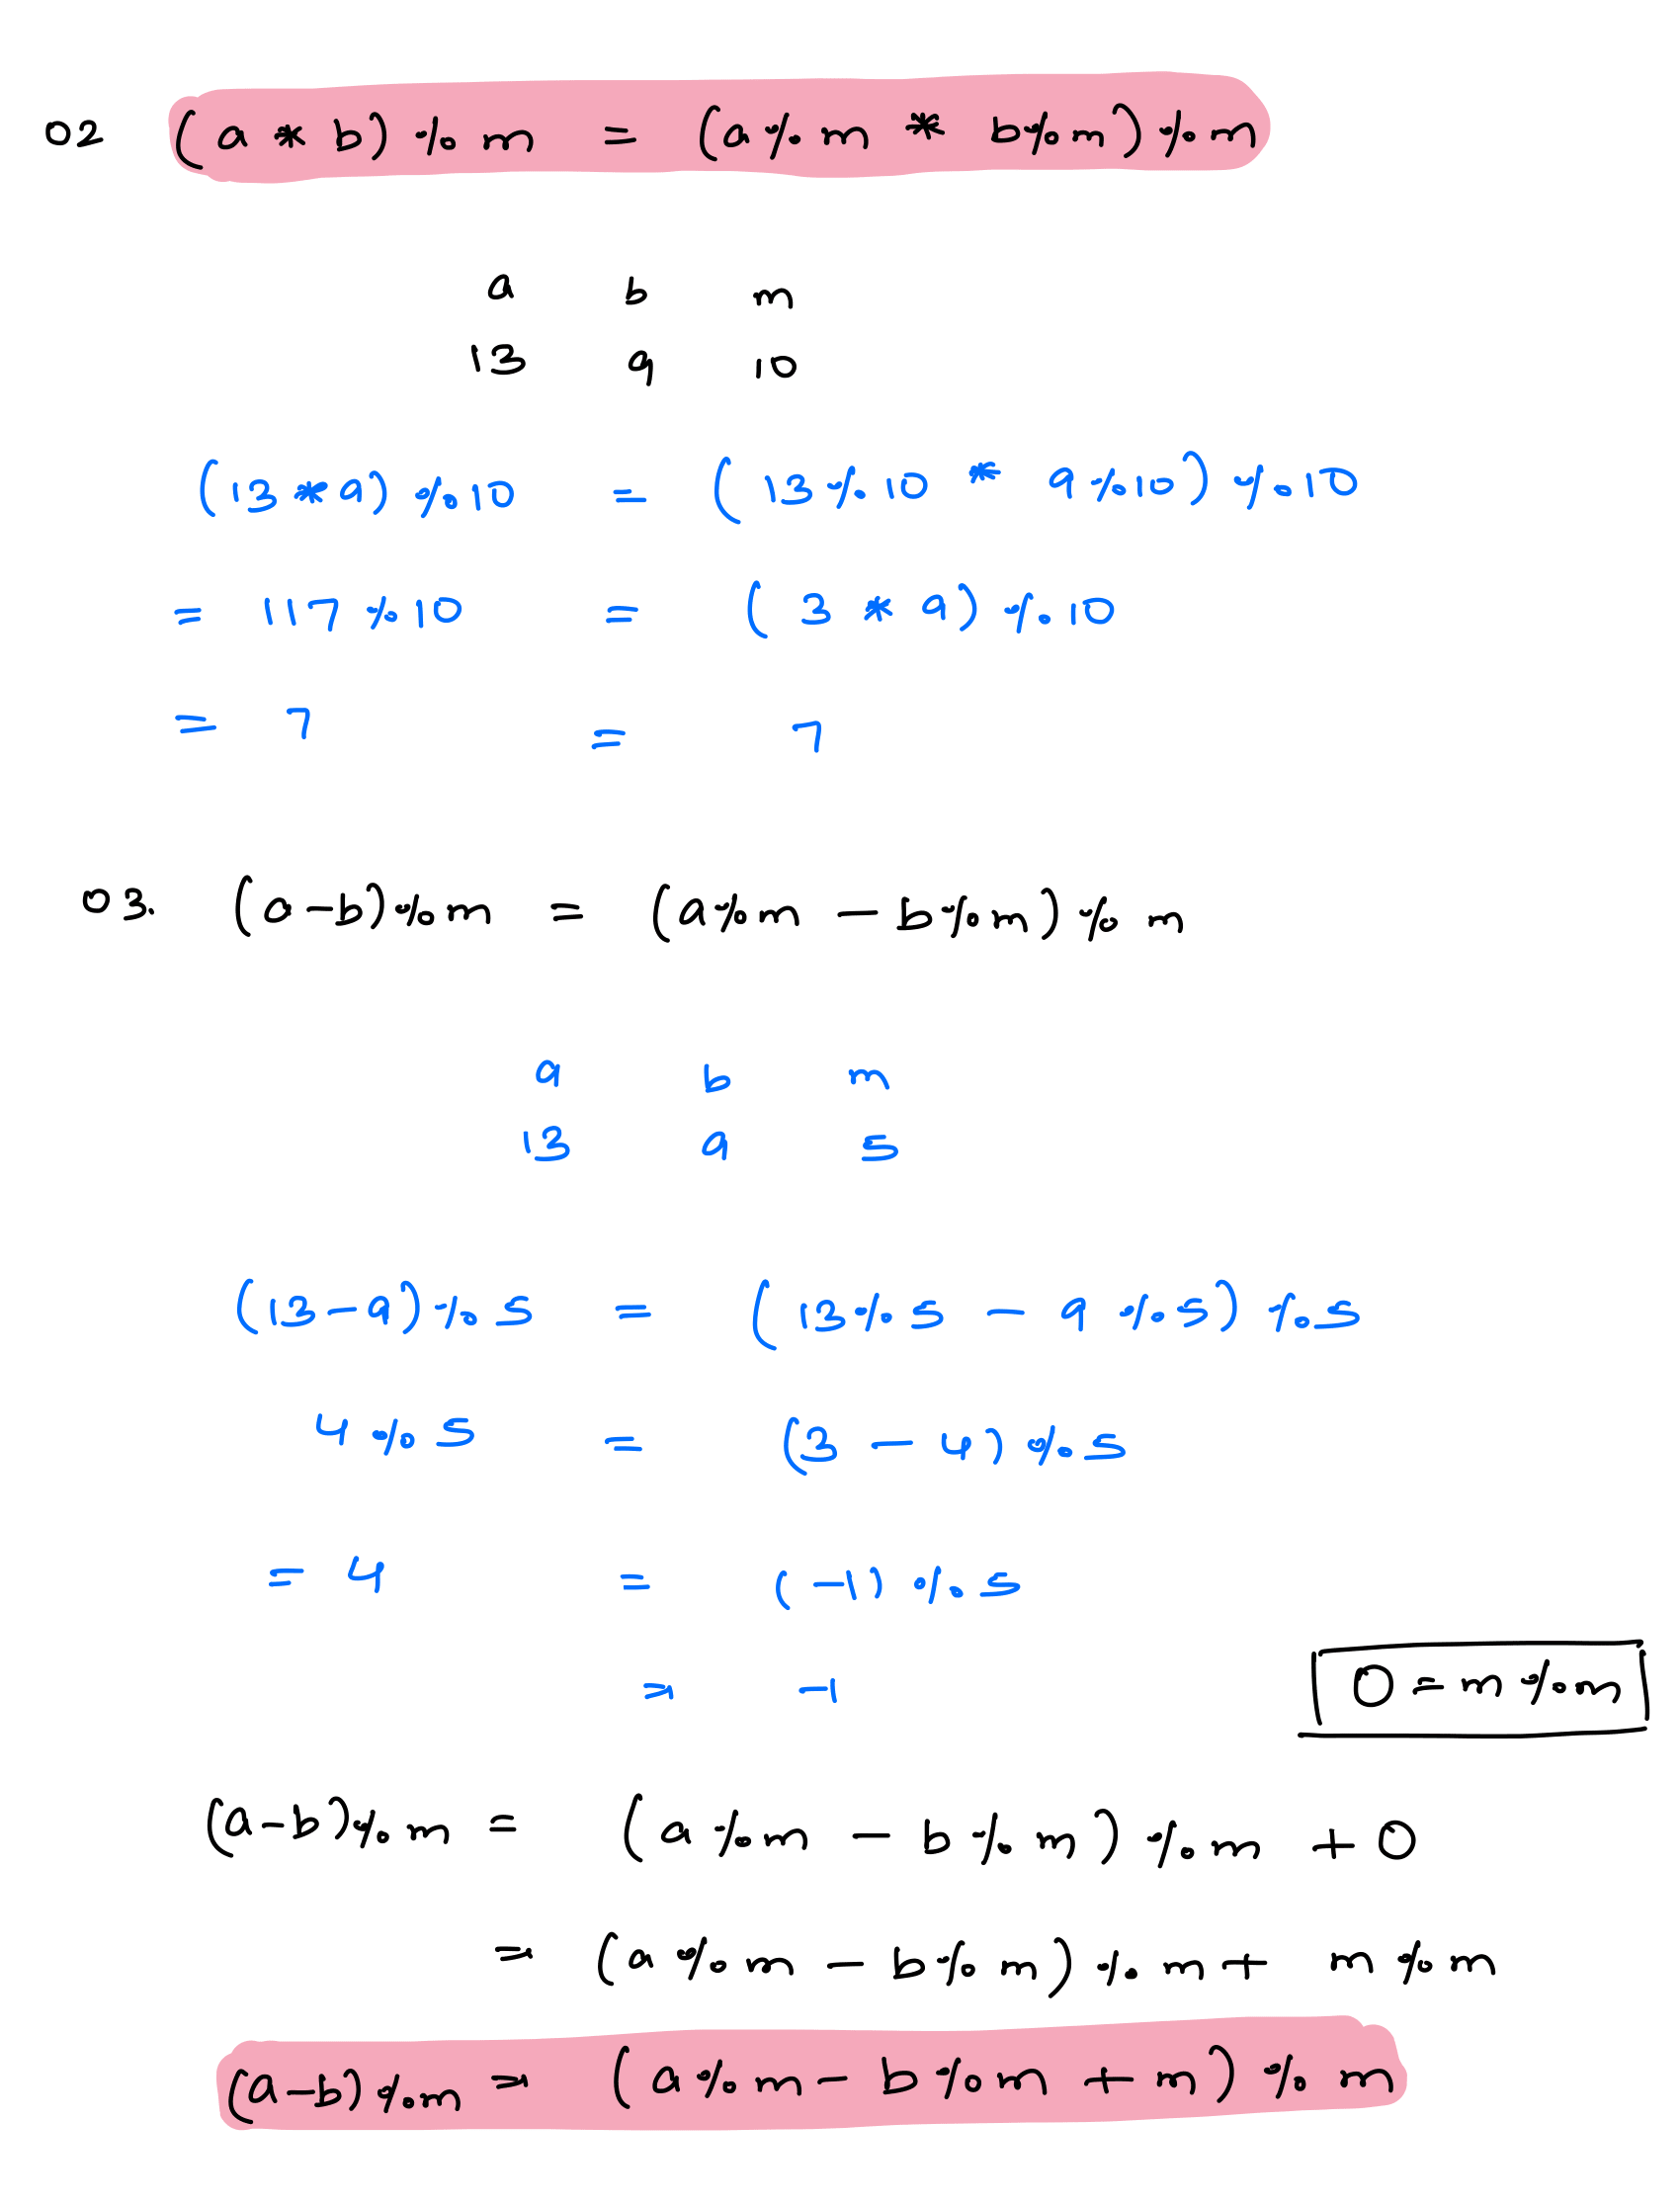 02 (a * b) % m = (a % m * b % m) % m
a b m
13 9 10
(13 * 9) % 10 = (13 % 10 * 9 % 10) % 10
= 117 % 10 = (3 * 9) % 10
= 7 = 7
03. (a-b) % m = (a % m - b % m) % m
a b m
13 9 5
(13-9) % 5 = (13 % 5 - 9 % 5) % 5
4 % 5 = (3 - 4) % 5
= 4 = (-1) % 5
= -1
0 = m % m
(a-b) % m = (a % m - b % m) % m + 0
= (a % m - b % m) % m + m % m
(a-b) % m = (a % m - b % m + m) % m